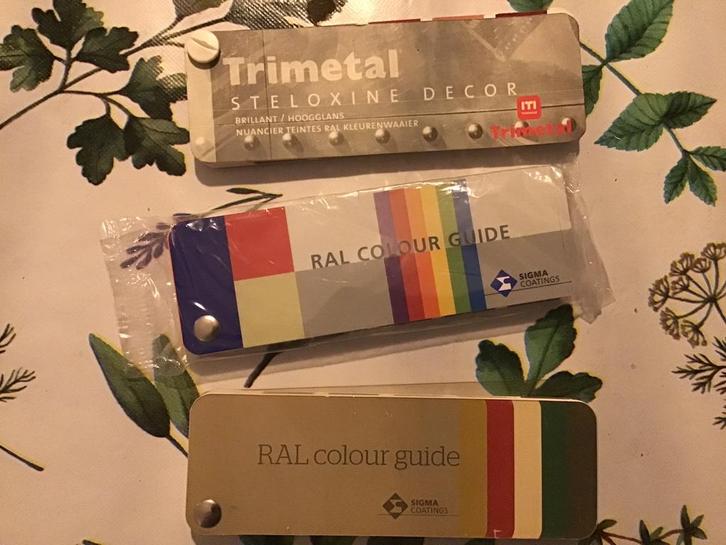 Trimetal
STELOXINE DECOR
BRILLANT / HOOGGLANS
NUANCIER TEINTES RAL KLEURENWAAIER
Trimetal
RAL COLOUR GUIDE
SIGMA
COATINGS
RAL colour guide
SIGMA
COATINGS